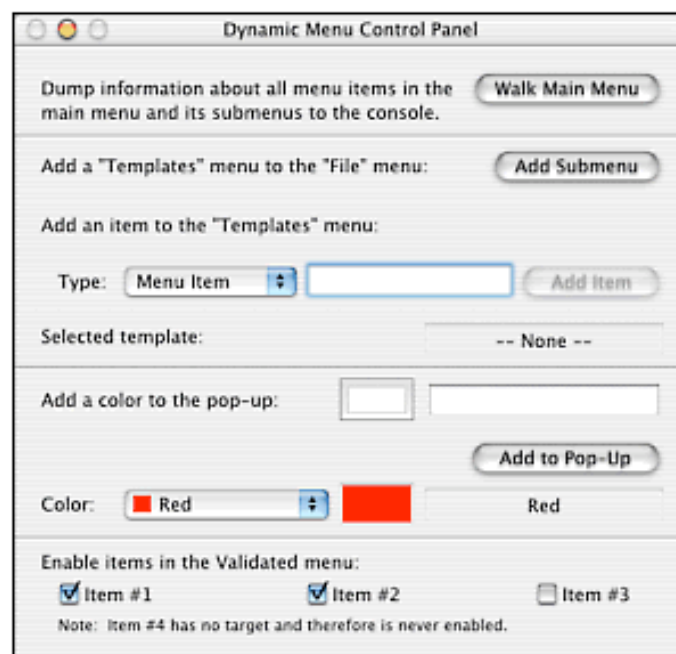 Dynamic Menu Control Panel
Dump information about all menu items in the
main menu and its submenus to the console.
Walk Main Menu
Add a "Templates" menu to the "File" menu:
Add Submenu
Add an item to the "Templates" menu:
Type: Menu Item Add Item
Selected template: -- None --
Add a color to the pop-up:
Add to Pop-Up
Color: Red Red
Enable items in the Validated menu:
Item #1 Item #2 Item #3
Note: Item #4 has no target and therefore is never enabled.